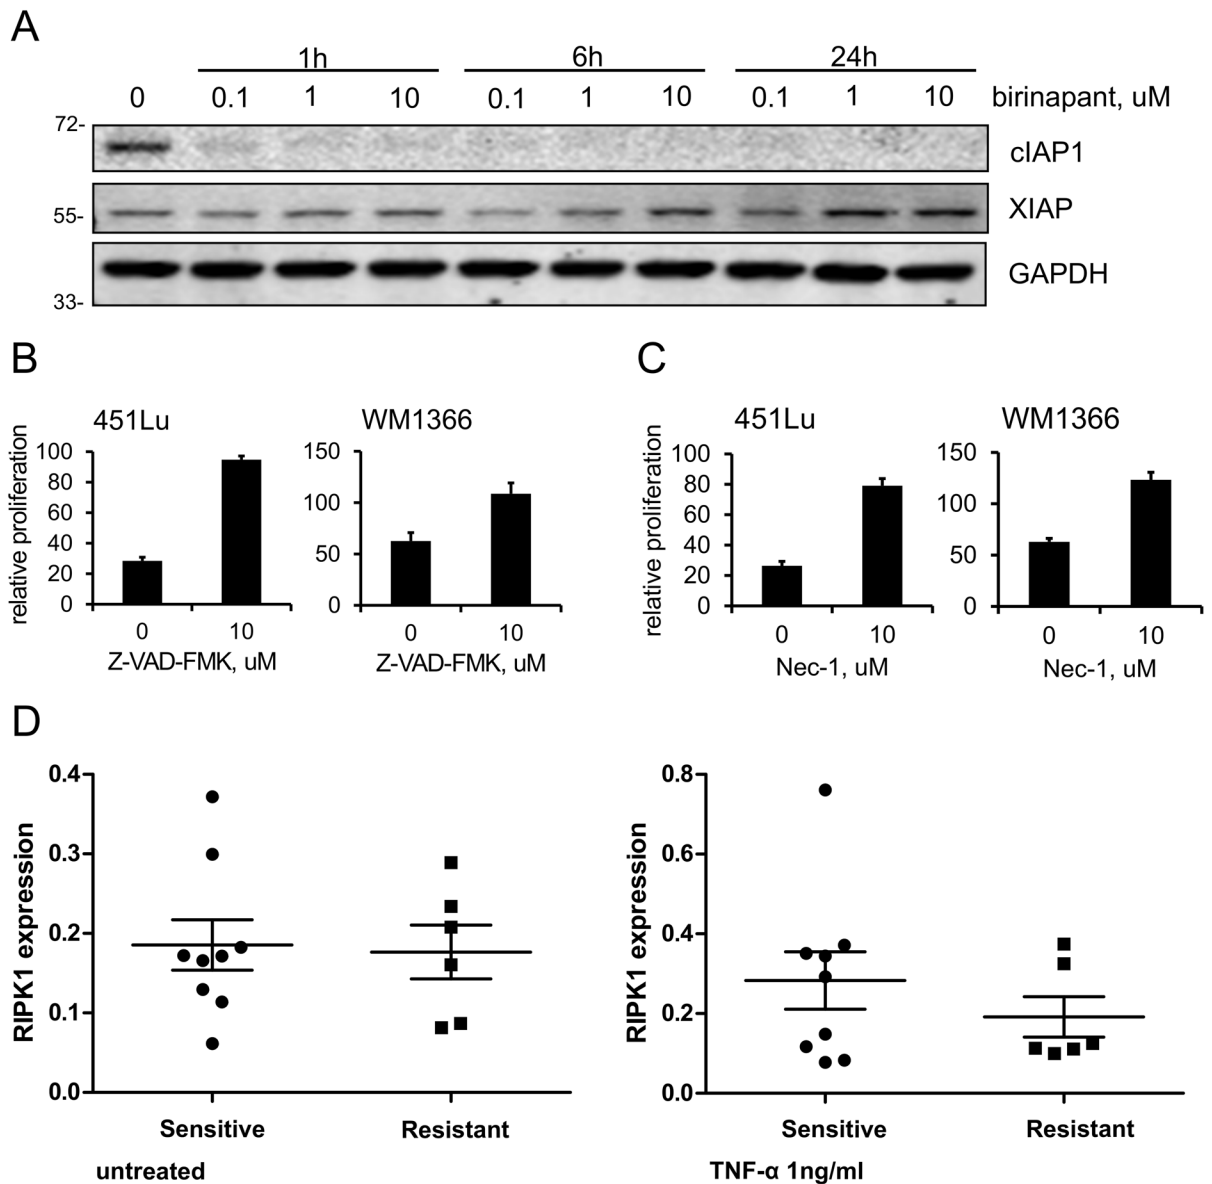 A
1h 6h 24h
0 0.1 1 10 0.1 1 10 0.1 1 10 birinapant, uM
72-
cIAP1
55-
XIAP
GAPDH
33-
B
451Lu
relative proliferation
100
80
60
40
20
0
0 10
Z-VAD-FMK, uM
WM1366
150
100
50
0
0 10
Z-VAD-FMK, uM
C
451Lu
relative proliferation
100
80
60
40
20
0
0 10
Nec-1, uM
WM1366
150
100
50
0
0 10
Nec-1, uM
D
RIPK1 expression
0.4
0.3
0.2
0.1
0.0
Sensitive Resistant
untreated
RIPK1 expression
0.8
0.6
0.4
0.2
0.0
Sensitive Resistant
TNF-α 1ng/ml